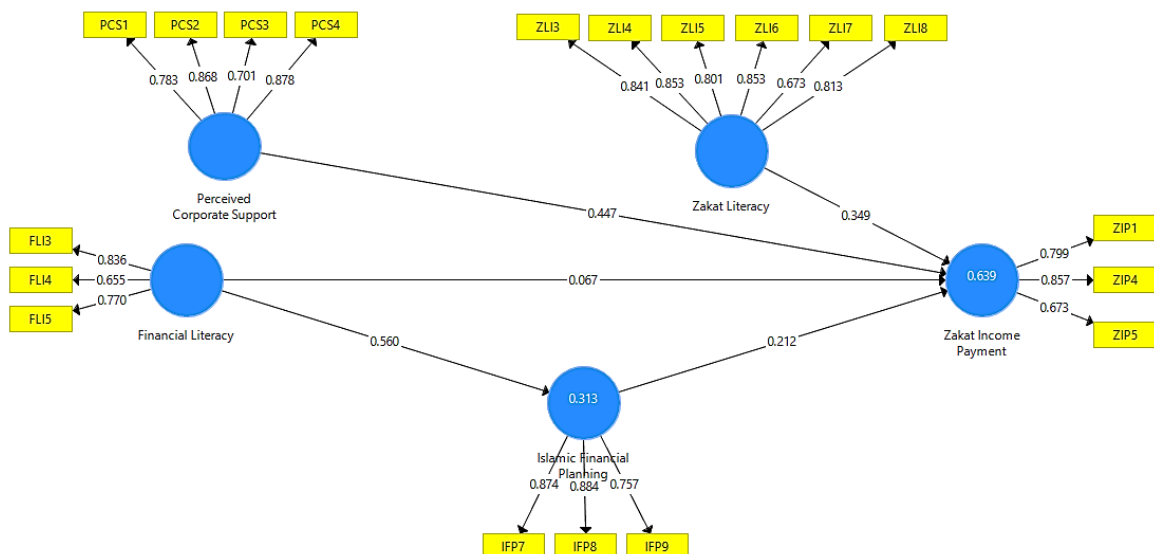 PCS1 PCS2 PCS3 PCS4
ZLI3 ZLI4 ZLI5 ZLI6 ZLI7 ZLI8
0.783 0.868 0.701 0.878
0.841 0.853 0.801 0.853 0.673 0.813
Perceived
Corporate Support
Zakat Literacy
0.447
0.349
FLI3
FLI4
FLI5
0.836
0.655
0.770
Financial Literacy
0.067
0.560
0.212
0.639
Zakat Income
Payment
0.799
0.857
0.673
ZIP1
ZIP4
ZIP5
0.313
Islamic Financial
Planning
0.874 0.884 0.757
IFP7 IFP8 IFP9